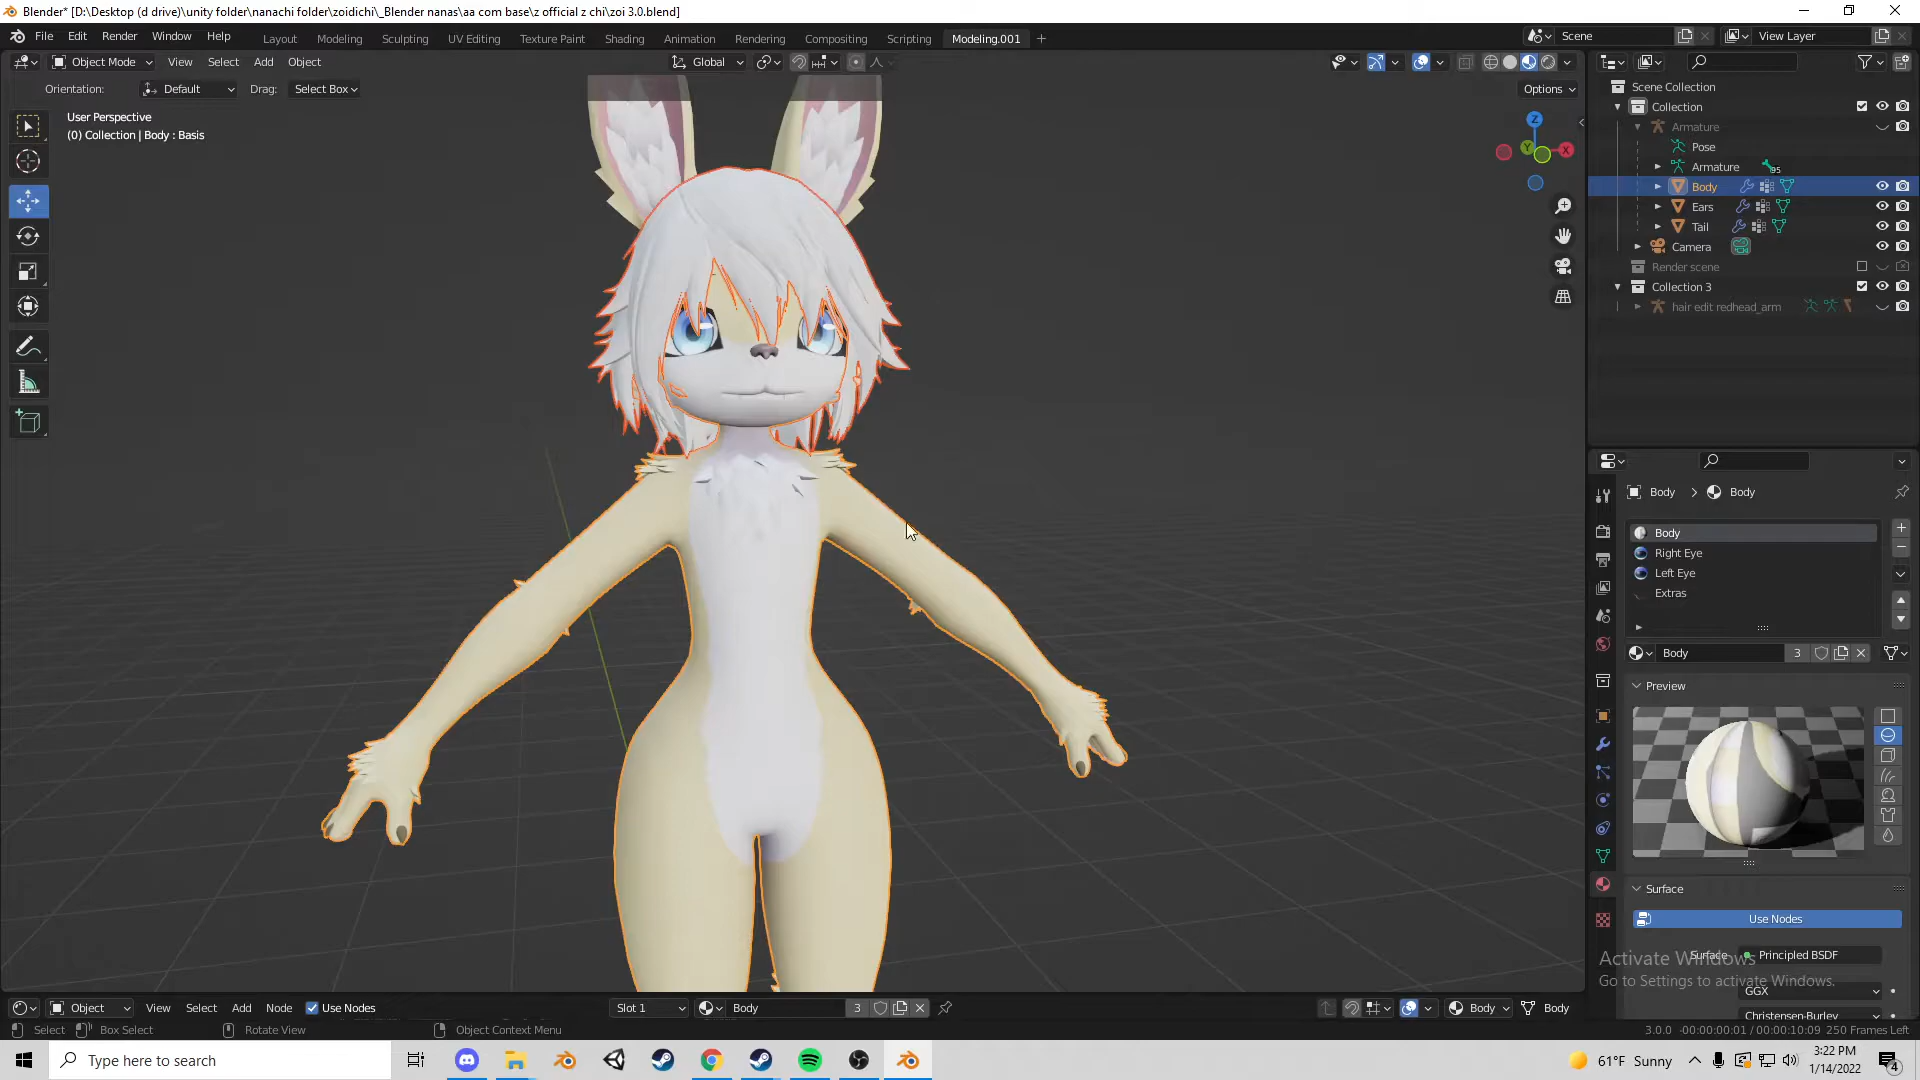 Blender* [D:\Desktop (d drive)\unity folder\nanachi folder\zoidichi\_Blender nanas\aa com base\z official z chi\zoi 3.0.blend]
File Edit Render Window Help Layout Modeling Sculpting UV Editing Texture Paint Shading Animation Rendering Compositing Scripting Modeling.001 + Scene View Layer
Object Mode View Select Add Object Global
Orientation: Default Drag: Select Box Options
User Perspective
(0) Collection | Body : Basis
Z
Y
X
Scene Collection
Collection
Armature
Pose
Armature 95
Body
Ears
Tail
Camera
Render scene
Collection 3
hair edit redhead_arm
Body > Body
Body
Right Eye
Left Eye
Extras
Body 3
Preview
Surface
Use Nodes
Surface Principled BSDF
GGX
Christensen-Burley
Activate Windows
Go to Settings to activate Windows.
Object View Select Add Node Use Nodes Slot 1 Body 3 Body Body
Select Box Select Rotate View Object Context Menu 3.0.0 -00:00:00:01 / 00:00:10:09 250 Frames Left
Type here to search
61°F Sunny
3:22 PM
1/14/2022
4